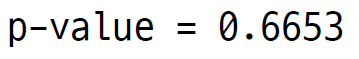 p-value = 0.6653